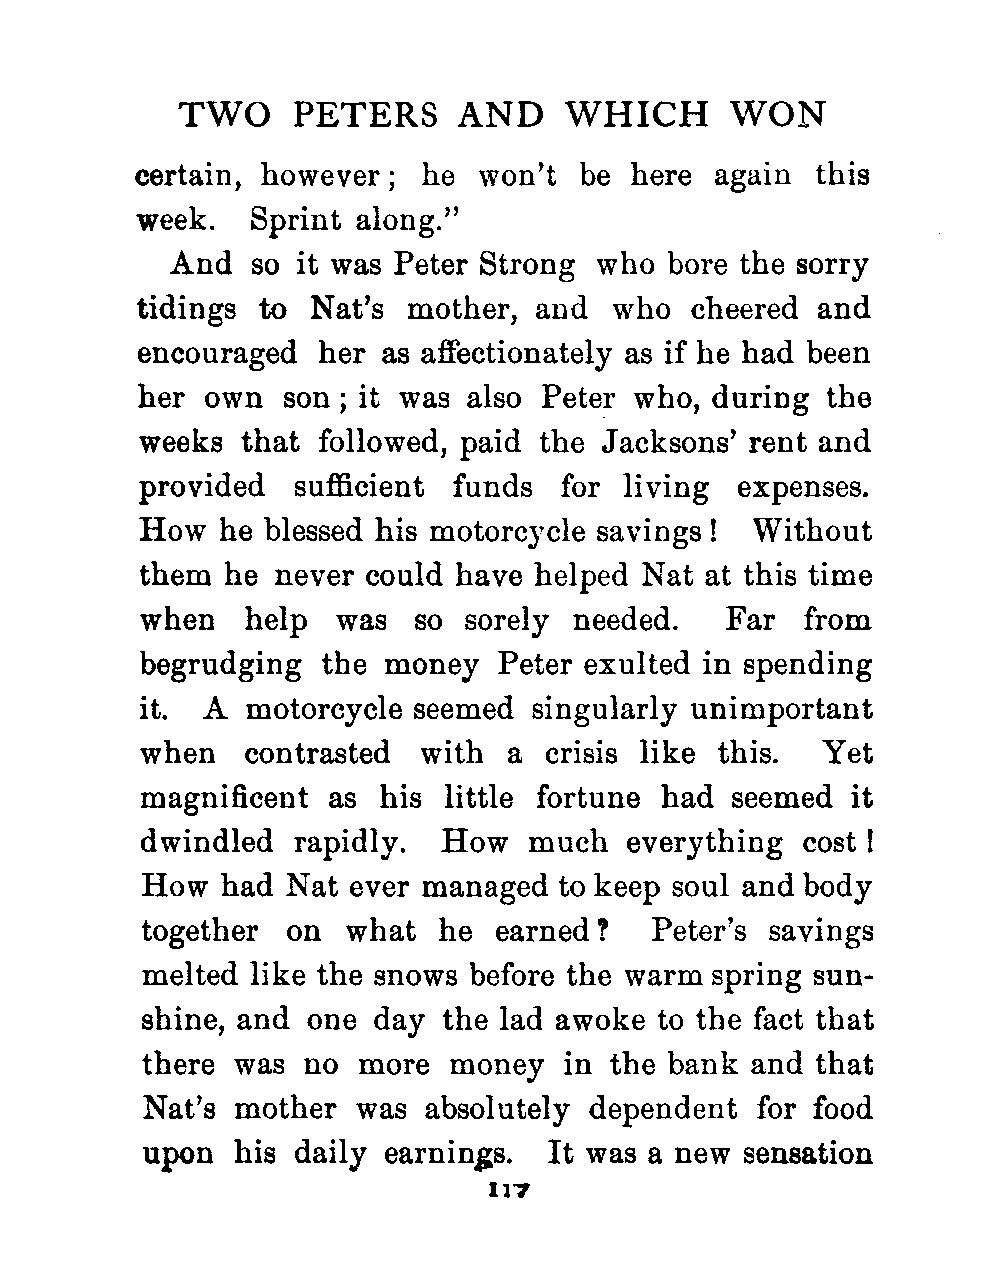 TWO PETERS AND WHICH WON
certain, however; he won't be here again this
week. Sprint along."
And so it was Peter Strong who bore the sorry
tidings to Nat's mother, and who cheered and
encouraged her as affectionately as if he had been
her own son; it was also Peter who, during the
weeks that followed, paid the Jacksons' rent and
provided sufficient funds for living expenses.
How he blessed his motorcycle savings! Without
them he never could have helped Nat at this time
when help was so sorely needed. Far from
begrudging the money Peter exulted in spending
it. A motorcycle seemed singularly unimportant
when contrasted with a crisis like this. Yet
magnificent as his little fortune had seemed it
dwindled rapidly. How much everything cost!
How had Nat ever managed to keep soul and body
together on what he earned? Peter's savings
melted like the snows before the warm spring sun-
shine, and one day the lad awoke to the fact that
there was no more money in the bank and that
Nat's mother was absolutely dependent for food
upon his daily earnings. It was a new sensation
117